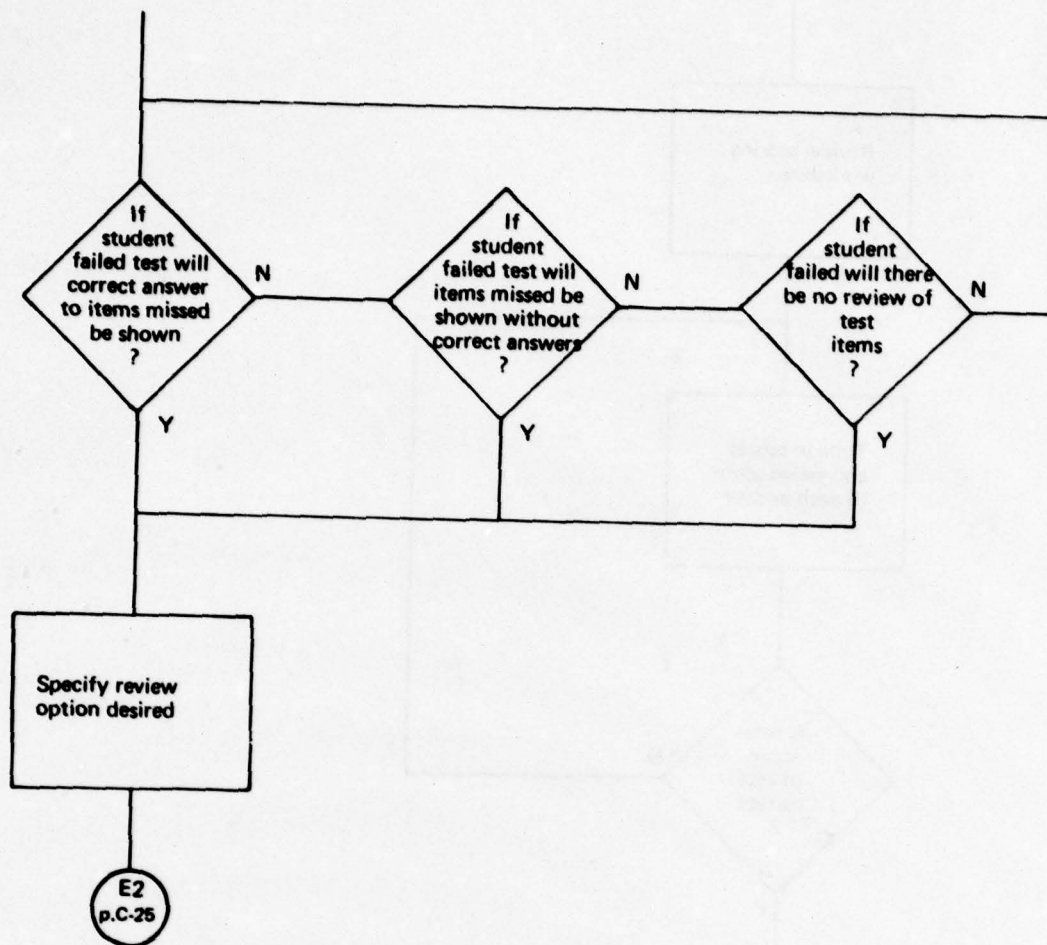 If
student
failed test will
correct answer
to items missed
be shown
?
N
Y
If
student
failed test will
items missed be
shown without
correct answers
?
N
Y
If
student
failed will there
be no review of
test
items
?
N
Y
Specify review
option desired
E2
p.C-25